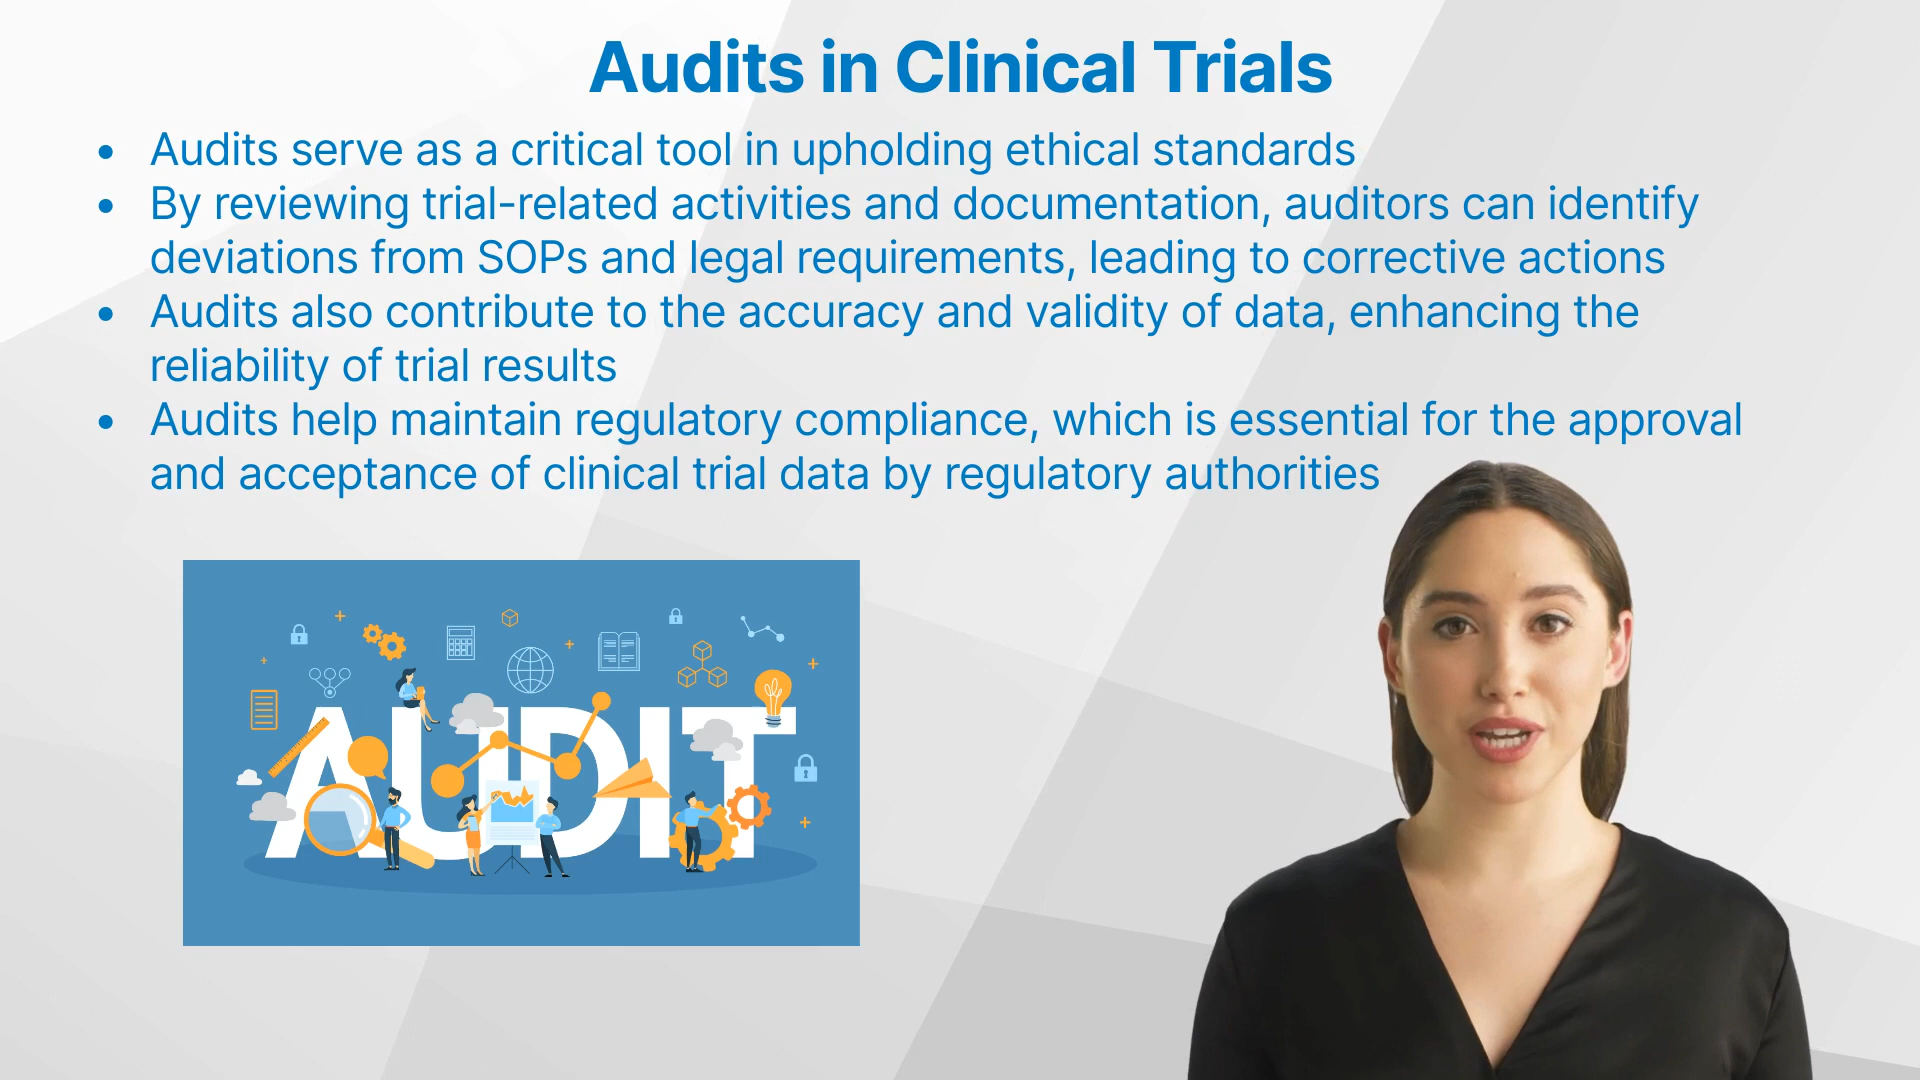 Audits in Clinical Trials
• Audits serve as a critical tool in upholding ethical standards
• By reviewing trial-related activities and documentation, auditors can identify
deviations from SOPs and legal requirements, leading to corrective actions
• Audits also contribute to the accuracy and validity of data, enhancing the
reliability of trial results
• Audits help maintain regulatory compliance, which is essential for the approval
and acceptance of clinical trial data by regulatory authorities
AUDIT